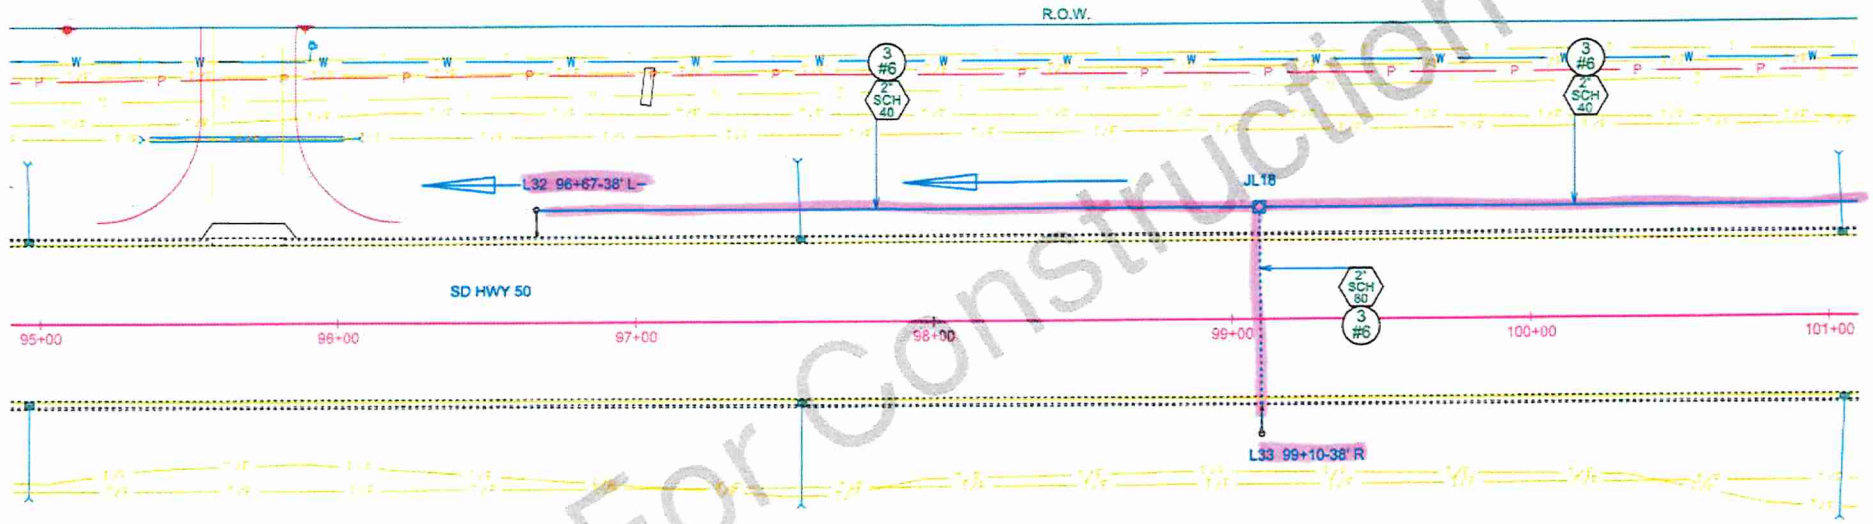 R.O.W.
W W W W W W W W W W W W W W
P P P P P P P P P P P P P
3
#6
2"
SCH
40
3
#6
2"
SCH
40
L32 96+67-38' L
JL18
2"
SCH
80
3
#6
SD HWY 50
95+00 96+00 97+00 98+00 99+00 100+00 101+00
L33 99+10-38' R
For Construction